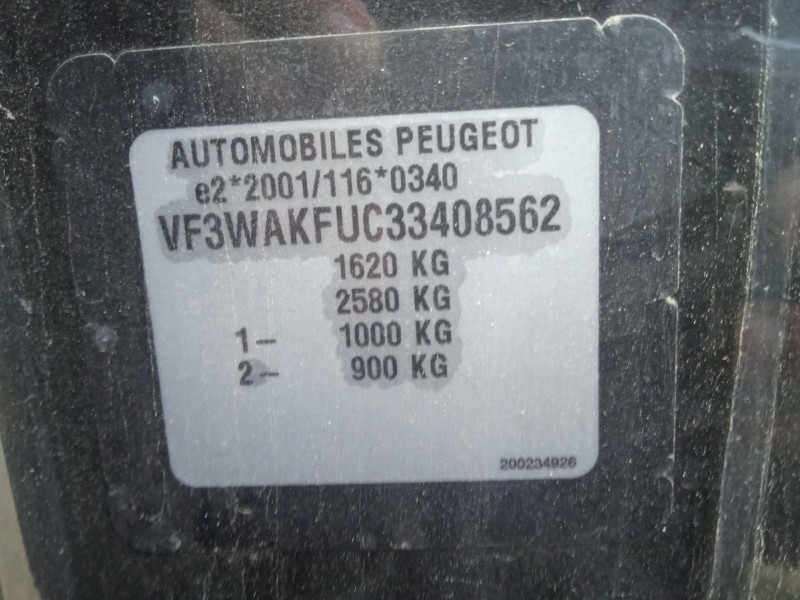 AUTOMOBILES PEUGEOT
e2*2001/116*0340
VF3WAKFUC33408562
1620 KG
2580 KG
1- 1000 KG
2- 900 KG
200234926